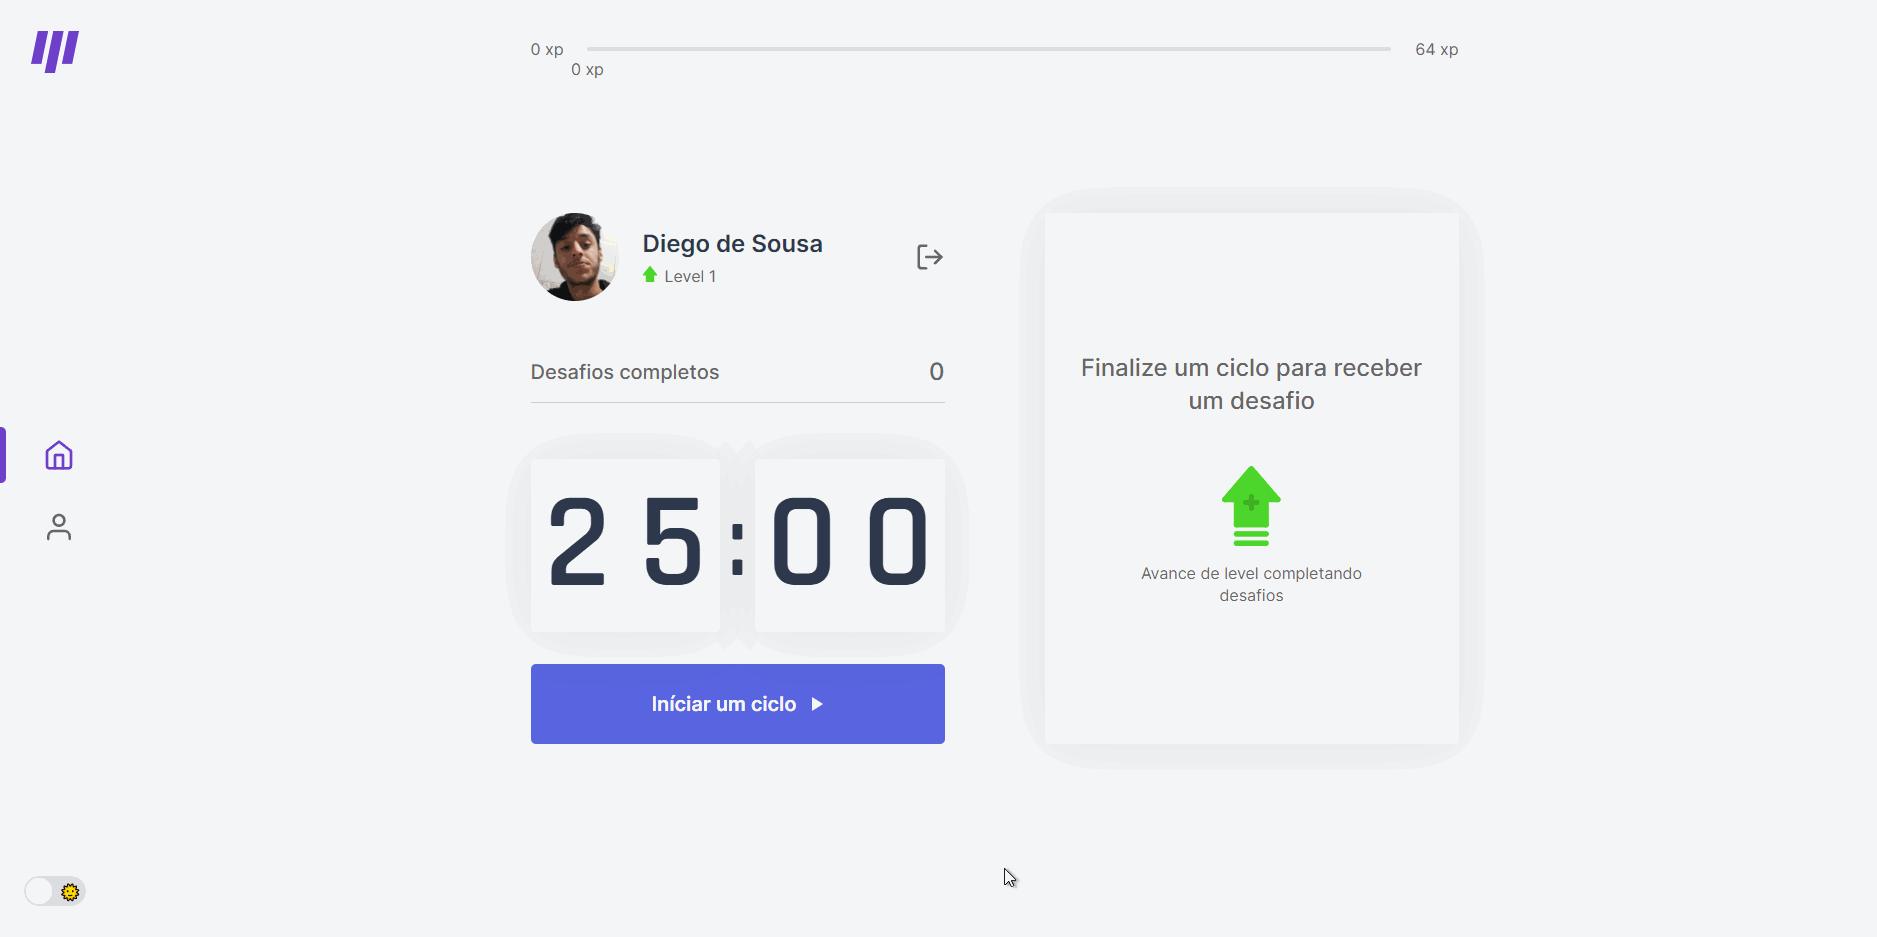 0 xp
64 xp
0 xp
Diego de Sousa
Level 1
Desafios completos
0
25:00
Iníciar um ciclo
Finalize um ciclo para receber
um desafio
Avance de level completando
desafios